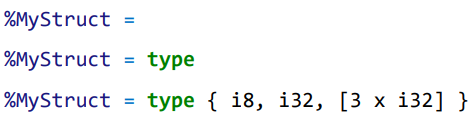 %MyStruct =
%MyStruct = type
%MyStruct = type { i8, i32, [3 x i32] }